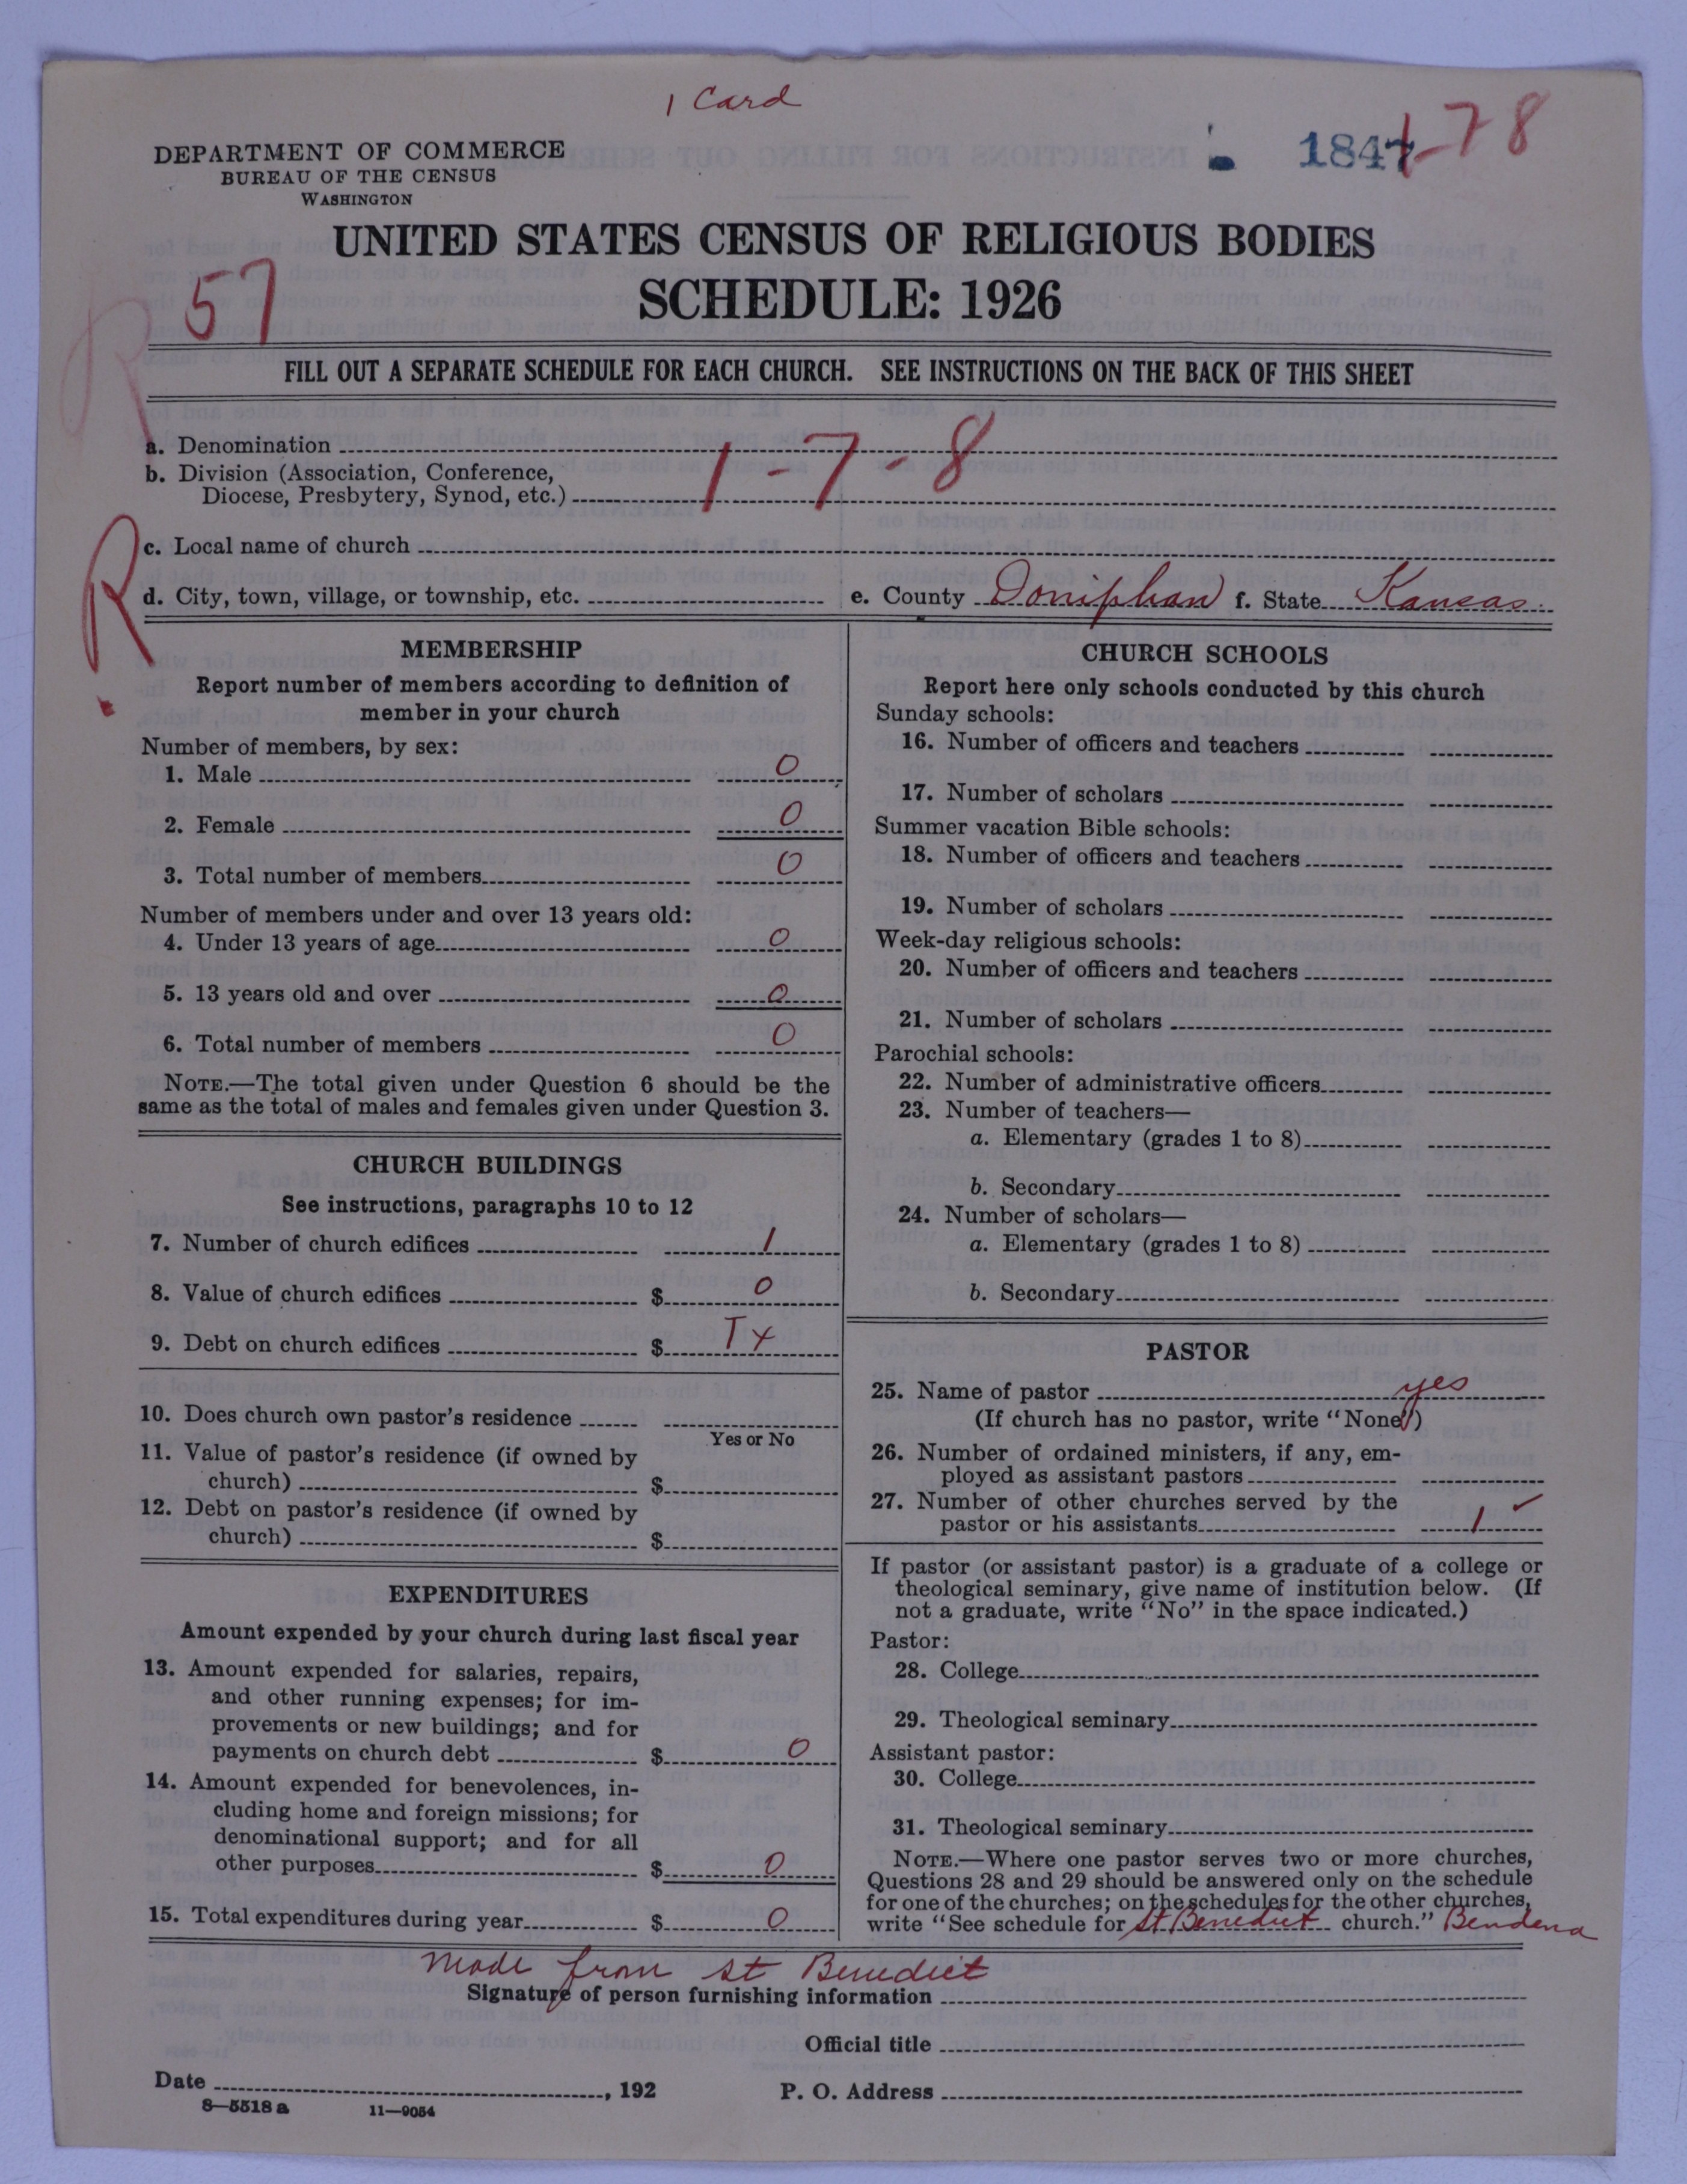 1 Card
DEPARTMENT OF COMMERCE
BUREAU OF THE CENSUS
WASHINGTON
1847
1-78
UNITED STATES CENSUS OF RELIGIOUS BODIES
SCHEDULE: 1926
57
R
FILL OUT A SEPARATE SCHEDULE FOR EACH CHURCH. SEE INSTRUCTIONS ON THE BACK OF THIS SHEET
a. Denomination
b. Division (Association, Conference,
Diocese, Presbytery, Synod, etc.)
1-7-8
c. Local name of church
R
d. City, town, village, or township, etc. e. County Doniphan f. State Kansas
MEMBERSHIP
Report number of members according to definition of
member in your church
Number of members, by sex:
1. Male 0
2. Female 0
3. Total number of members 0
Number of members under and over 13 years old:
4. Under 13 years of age 0
5. 13 years old and over 0
6. Total number of members 0
NOTE.—The total given under Question 6 should be the
same as the total of males and females given under Question 3.
CHURCH BUILDINGS
See instructions, paragraphs 10 to 12
7. Number of church edifices 1
8. Value of church edifices $ 0
9. Debt on church edifices $ Tx
10. Does church own pastor's residence
Yes or No
11. Value of pastor's residence (if owned by
church) $
12. Debt on pastor's residence (if owned by
church) $
EXPENDITURES
Amount expended by your church during last fiscal year
13. Amount expended for salaries, repairs,
and other running expenses; for im-
provements or new buildings; and for
payments on church debt $ 0
14. Amount expended for benevolences, in-
cluding home and foreign missions; for
denominational support; and for all
other purposes $ 0
15. Total expenditures during year $ 0
CHURCH SCHOOLS
Report here only schools conducted by this church
Sunday schools:
16. Number of officers and teachers
17. Number of scholars
Summer vacation Bible schools:
18. Number of officers and teachers
19. Number of scholars
Week-day religious schools:
20. Number of officers and teachers
21. Number of scholars
Parochial schools:
22. Number of administrative officers
23. Number of teachers—
a. Elementary (grades 1 to 8)
b. Secondary
24. Number of scholars—
a. Elementary (grades 1 to 8)
b. Secondary
PASTOR
25. Name of pastor yes
(If church has no pastor, write "None")
26. Number of ordained ministers, if any, em-
ployed as assistant pastors
27. Number of other churches served by the
pastor or his assistants 1 ✓
If pastor (or assistant pastor) is a graduate of a college or
theological seminary, give name of institution below. (If
not a graduate, write "No" in the space indicated.)
Pastor:
28. College
29. Theological seminary
Assistant pastor:
30. College
31. Theological seminary
NOTE.—Where one pastor serves two or more churches,
Questions 28 and 29 should be answered only on the schedule
for one of the churches; on the schedules for the other churches,
write "See schedule for St Benedict church." Bendena
made from st Benedict
Signature of person furnishing information
Official title
Date , 192 P. O. Address
8—5518 a 11—9054